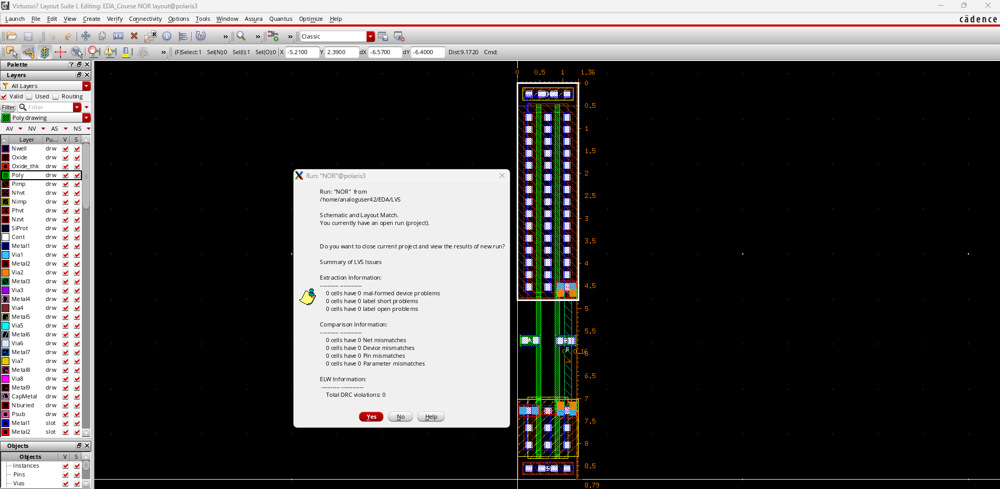 Virtuoso? Layout Suite L Editing: EDA_Course NOR layout@polaris3
Launch File Edit View Create Verify Connectivity Options Tools Window Assura Quantus Optimize Help
cādence
Classic
(F)Select:1 Sel(N):0 Sel(I):1 Sel(O):0 X -5.2100 Y 2.3900 dX -6.5700 dY -6.4000 Dist:9.1720 Cmd:
Palette
Layers
All Layers
Valid Used Routing
Filter Filter
Poly drawing
AV NV AS NS
Layer Pu... V S
Nwell drw
Oxide drw
Oxide_thk drw
Poly drw
Pimp drw
Nhvt drw
Nimp drw
Phvt drw
Nzvt drw
SiProt drw
Cont drw
Metal1 drw
Via1 drw
Metal2 drw
Via2 drw
Metal3 drw
Via3 drw
Metal4 drw
Via4 drw
Metal5 drw
Via5 drw
Metal6 drw
Via6 drw
Metal7 drw
Via7 drw
Metal8 drw
Via8 drw
Metal9 drw
CapMetal drw
Nburied drw
Psub drw
Metal1 slot
Metal2 slot
Objects
Objects V S
Instances
Pins
Vias
Run: "NOR"@polaris3
Run: "NOR" from
/home/analoguser42/EDA/LVS
Schematic and Layout Match.
You currently have an open run (project).
Do you want to close current project and view the results of new run?
Summary of LVS Issues
Extraction Information:
0 cells have 0 mal-formed device problems
0 cells have 0 label short problems
0 cells have 0 label open problems
Comparison Information:
0 cells have 0 Net mismatches
0 cells have 0 Device mismatches
0 cells have 0 Pin mismatches
0 cells have 0 Parameter mismatches
ELW Information:
Total DRC violations: 0
Yes No Help
0 0.5 1 1.36
0
0.5
1
1.5
2
2.5
3
3.5
4
4.5
5
5.5
6
6.5
7
7.5
8
8.5
8.79